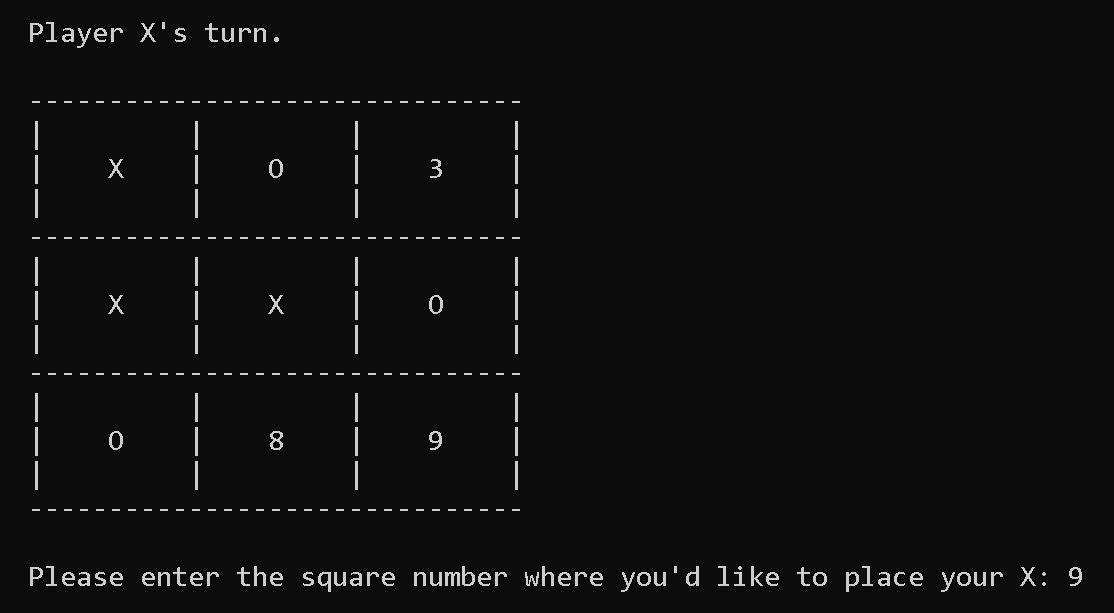 Player X's turn.
-------------------------------
|         |         |         |
|    X    |    O    |    3    |
|         |         |         |
-------------------------------
|         |         |         |
|    X    |    X    |    O    |
|         |         |         |
-------------------------------
|         |         |         |
|    O    |    8    |    9    |
|         |         |         |
-------------------------------
Please enter the square number where you'd like to place your X: 9